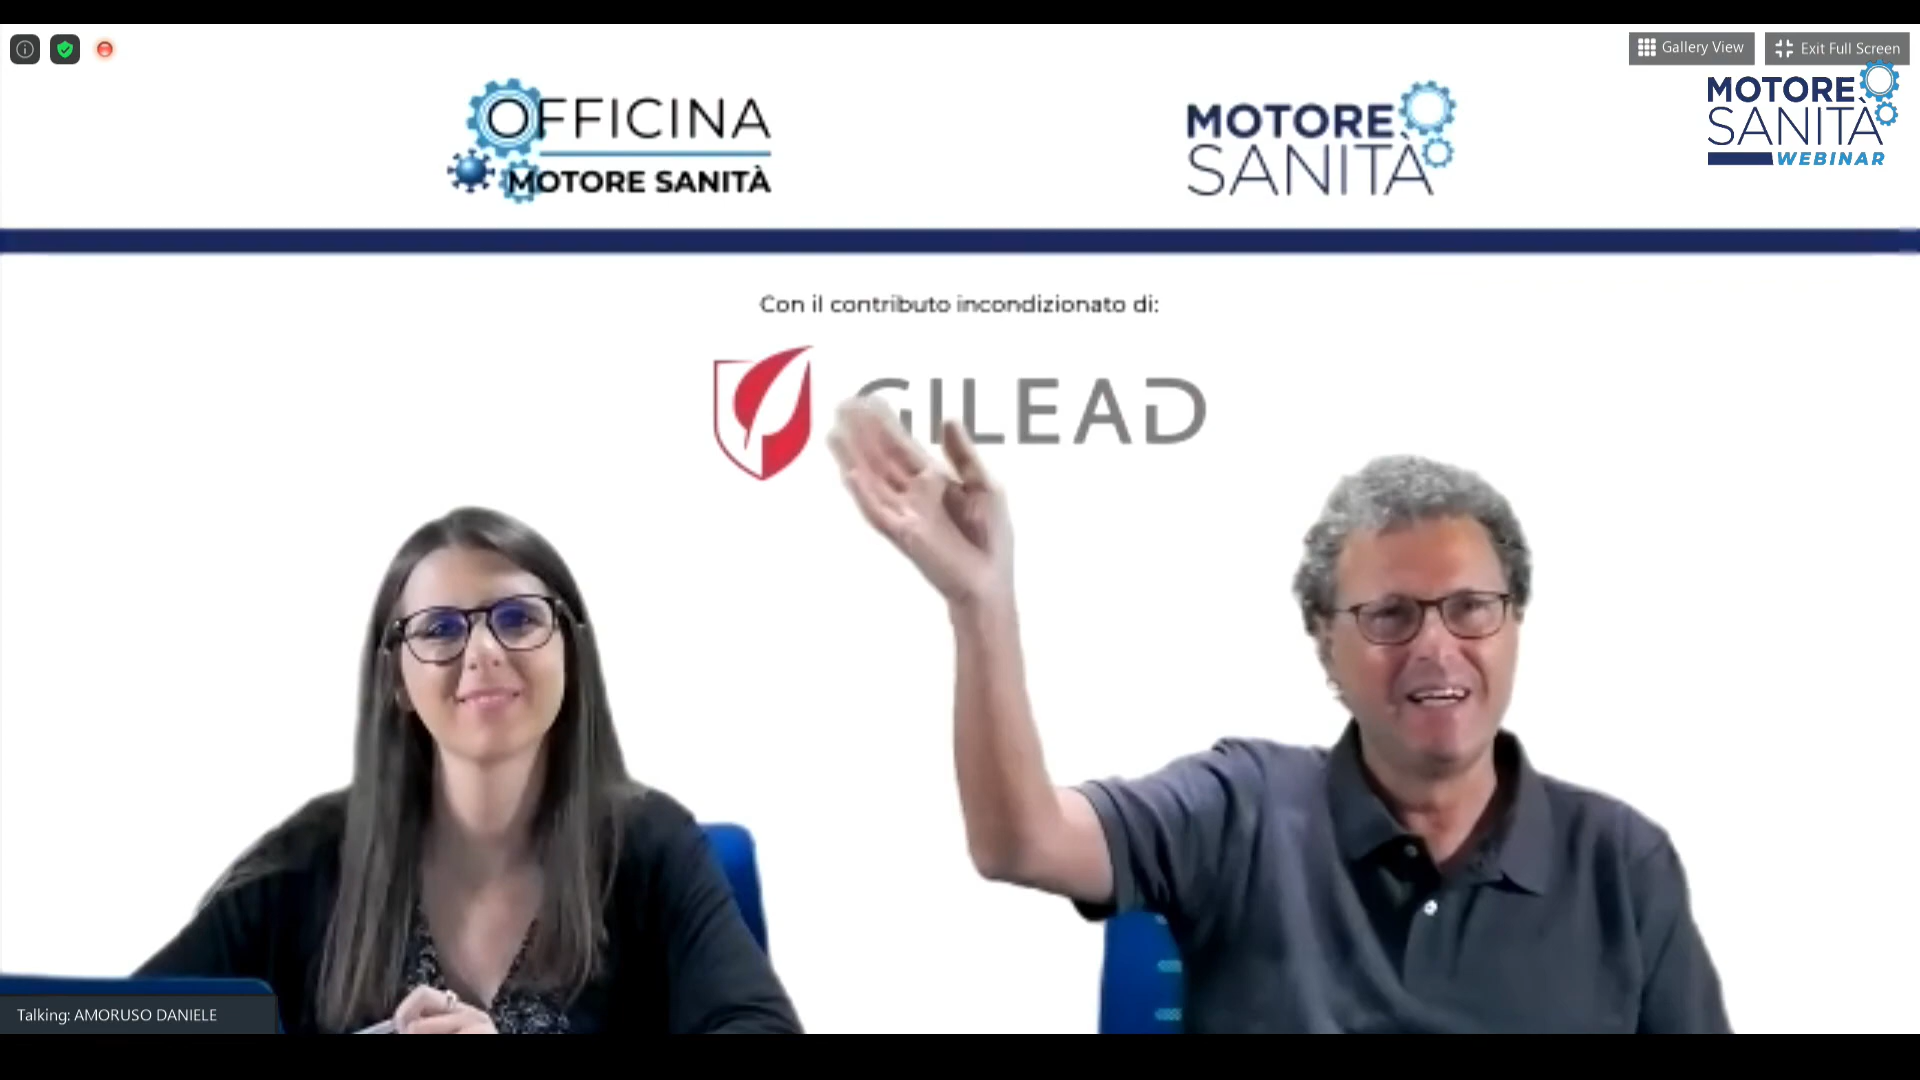 Gallery View
Exit Full Screen
OFFICINA
MOTORE SANITÀ
MOTORE
SANITÀ
MOTORE
SANITÀ
WEBINAR
Con il contributo incondizionato di:
GILEAD
Talking: AMORUSO DANIELE